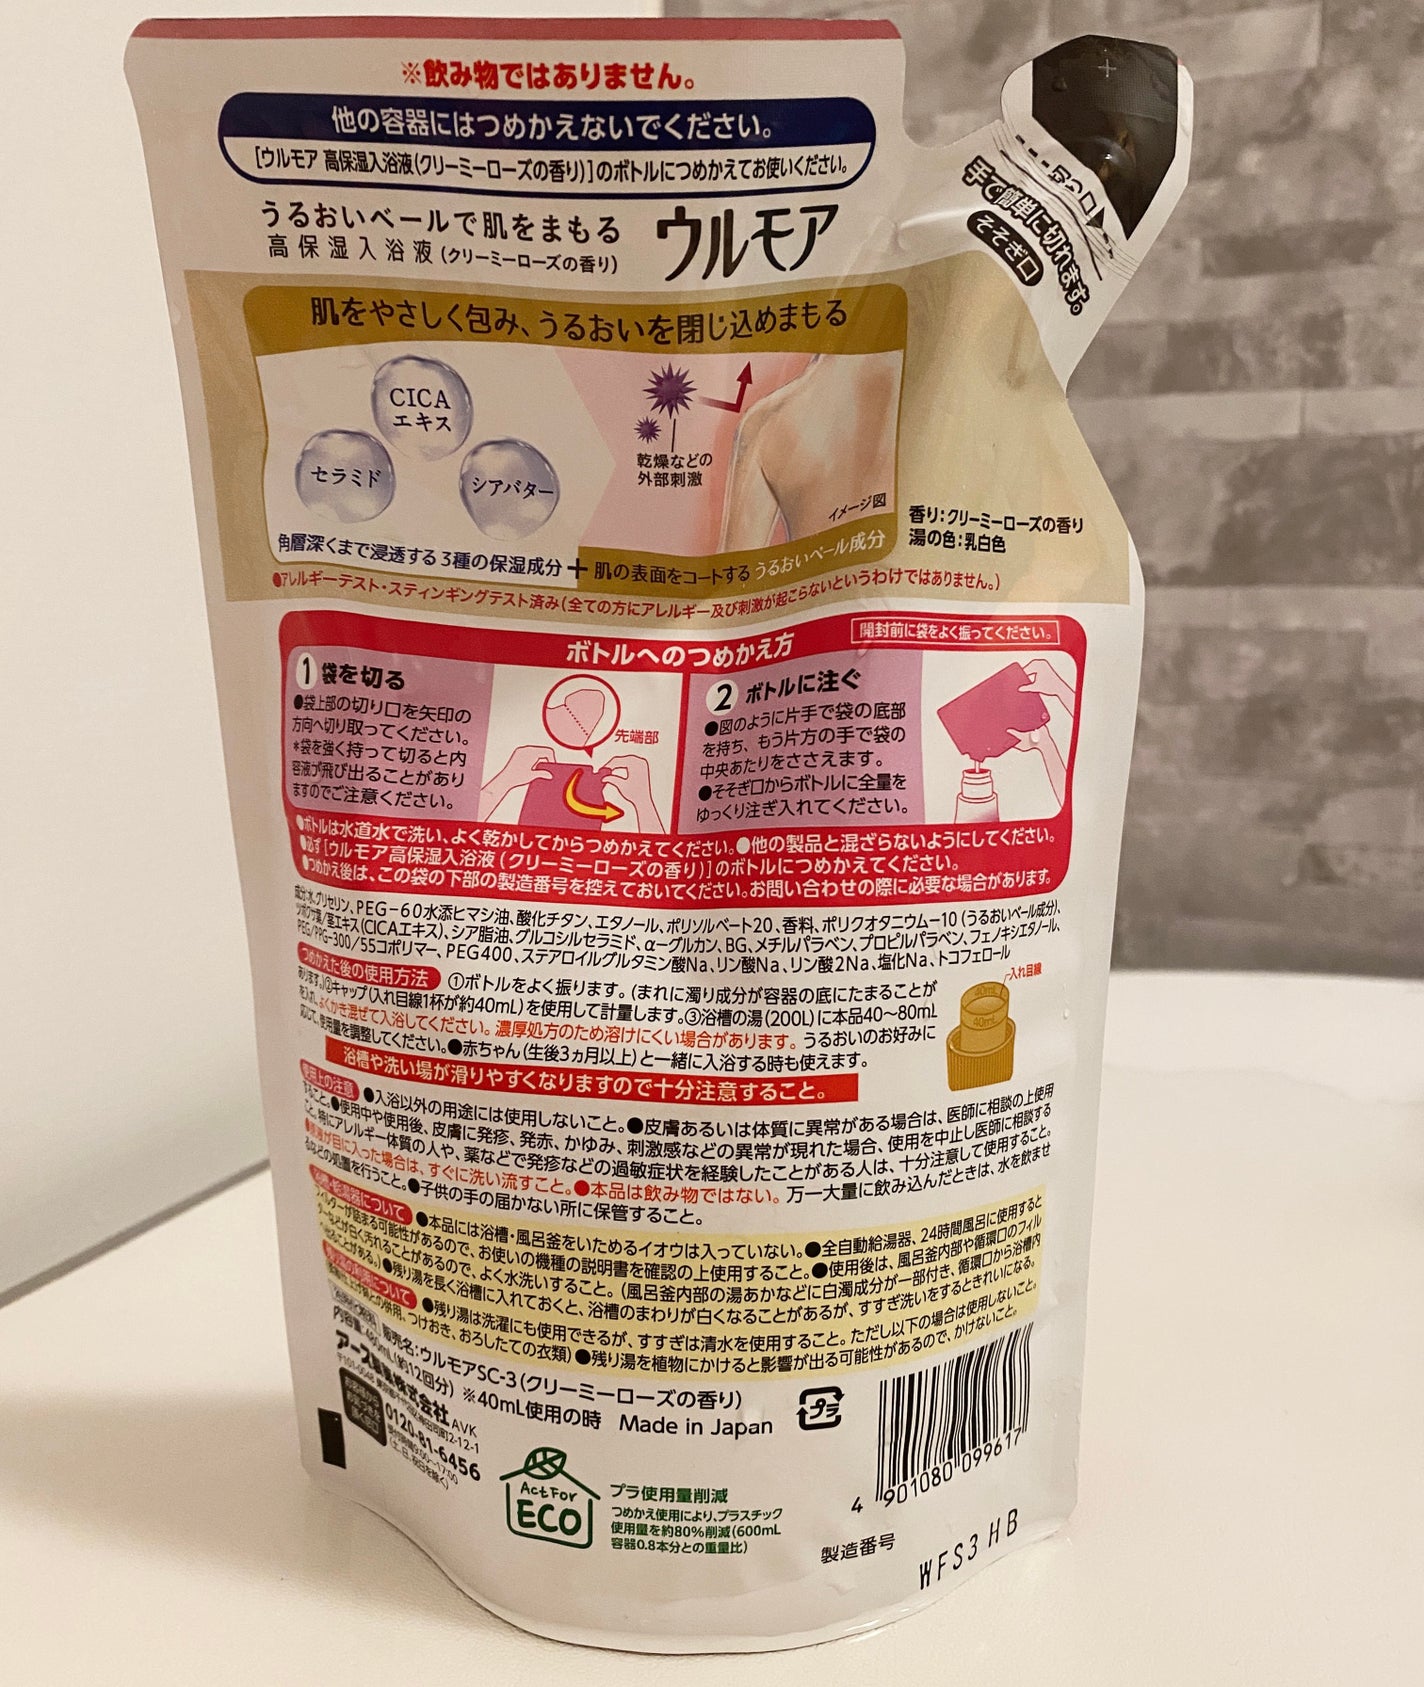 ※飲み物ではありません。
他の容器にはつめかえないでください。
[ウルモア 高保湿入浴液(クリーミーローズの香り)]のボトルにつめかえてお使いください。
手で簡単に切れます。
そそぎ口
うるおいベールで肌をまもる
高保湿入浴液(クリーミーローズの香り)
ウルモア
肌をやさしく包み、うるおいを閉じ込めまもる
CICA
エキス
セラミド
シアバター
乾燥などの
外部刺激
イメージ図
角層深くまで浸透する3種の保湿成分
+
肌の表面をコートするうるおいベール成分
香り:クリーミーローズの香り
湯の色:乳白色
●アレルギーテスト・スティンギングテスト済み(全ての方にアレルギー及び刺激が起こらないというわけではありません。)
ボトルへのつめかえ方
開封前に袋をよく振ってください。
1 袋を切る
●袋上部の切り口を矢印の
方向へ切り取ってください。
*袋を強く持って切ると内
容液が飛び出ることがあり
ますのでご注意ください。
先端部
2 ボトルに注ぐ
●図のように片手で袋の底部
を持ち、もう片方の手で袋の
中央あたりをささえます。
●そそぎ口からボトルに全量を
ゆっくり注ぎ入れてください。
●ボトルは水道水で洗い、よく乾かしてからつめかえてください。●他の製品と混ざらないようにしてください。
●必ず[ウルモア高保湿入浴液(クリーミーローズの香り)]のボトルにつめかえてください。
●つめかえ後は、この袋の下部の製造番号を控えておいてください。お問い合わせの際に必要な場合があります。
成分:水、グリセリン、PEG-60水添ヒマシ油、酸化チタン、エタノール、ポリソルベート20、香料、ポリクオタニウム-10(うるおいベール成分)、
ツボクサ葉/茎エキス(CICAエキス)、シア脂油、グルコシルセラミド、α-グルカン、BG、メチルパラベン、プロピルパラベン、フェノキシエタノール、
PEG/PPG-300/55コポリマー、PEG400、ステアロイルグルタミン酸Na、リン酸Na、リン酸2Na、塩化Na、トコフェロール
つめかえた後の使用方法 ①ボトルをよく振ります。(まれに濁り成分が容器の底にたまることが
あります。)②キャップ(入れ目線1杯が約40mL)を使用して計量します。③浴槽の湯(200L)に本品40~80mL
を入れ、よくかき混ぜて入浴してください。濃厚処方のため溶けにくい場合があります。うるおいのお好みに
応じて、使用量を調整してください。●赤ちゃん(生後3ヵ月以上)と一緒に入浴する時も使えます。
入れ目線
40mL
40mL
浴槽や洗い場が滑りやすくなりますので十分注意すること。
使用上の注意 ●入浴以外の用途には使用しないこと。●皮膚あるいは体質に異常がある場合は、医師に相談の上使用
すること。●使用中や使用後、皮膚に発疹、発赤、かゆみ、刺激感などの異常が現れた場合、使用を中止し医師に相談する
こと。特にアレルギー体質の人や、薬などで発疹などの過敏症状を経験したことがある人は、十分注意して使用すること。
●原液が目に入った場合は、すぐに洗い流すこと。●本品は飲み物ではない。万一大量に飲み込んだときは、水を飲ませ
るなどの処置を行うこと。●子供の手の届かない所に保管すること。
給湯器について ●本品には浴槽・風呂釜をいためるイオウは入っていない。●全自動給湯器、24時間風呂に使用すると
フィルターが詰まる可能性があるので、お使いの機種の説明書を確認の上使用すること。●使用後は、風呂釜内部や循環口のフィル
ターなどが白く汚れることがあるので、よく水洗いすること。(風呂釜内部の湯あかなどに白濁成分が一部付き、循環口から浴槽内
に出ることがある。)●残り湯を長く浴槽に入れておくと、浴槽のまわりが白くなることがあるが、すすぎ洗いをするときれいになる。
残り湯の利用について ●残り湯は洗濯にも使用できるが、すすぎは清水を使用すること。ただし以下の場合は使用しないこと。
との併用、つけおき、おろしたての衣類)●残り湯を植物にかけると影響が出る可能性があるので、かけないこと。
販売名:ウルモアSC-3(クリーミーローズの香り)
内容量:480mL(約12回分) ※40mL使用の時 Made in Japan
アース製薬株式会社 AVK
0120-81-6456
受付時間9:00~17:00
(土、日、祝日を除く)
プラ
Act For
ECO
プラ使用量削減
つめかえ使用により、プラスチック
使用量を約80%削減(600mL
容器0.8本分との重量比)
4 901080 099617
製造番号
WFS3HB